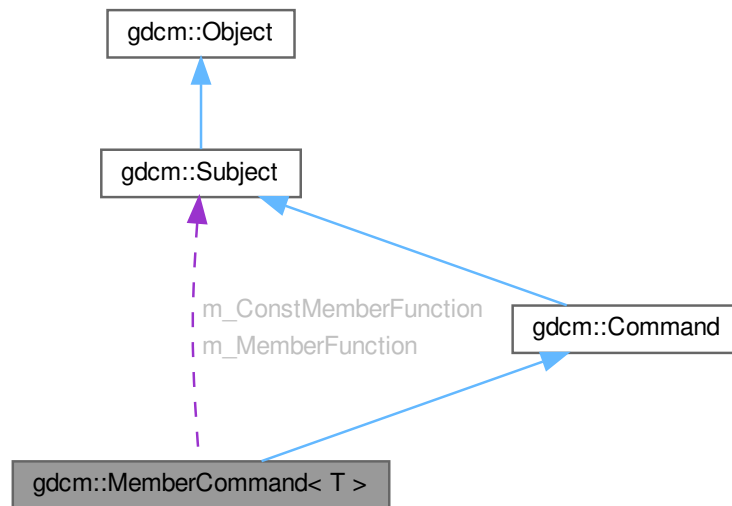 gdcm::Object
gdcm::Subject
m_ConstMemberFunction
m_MemberFunction
gdcm::Command
gdcm::MemberCommand< T >